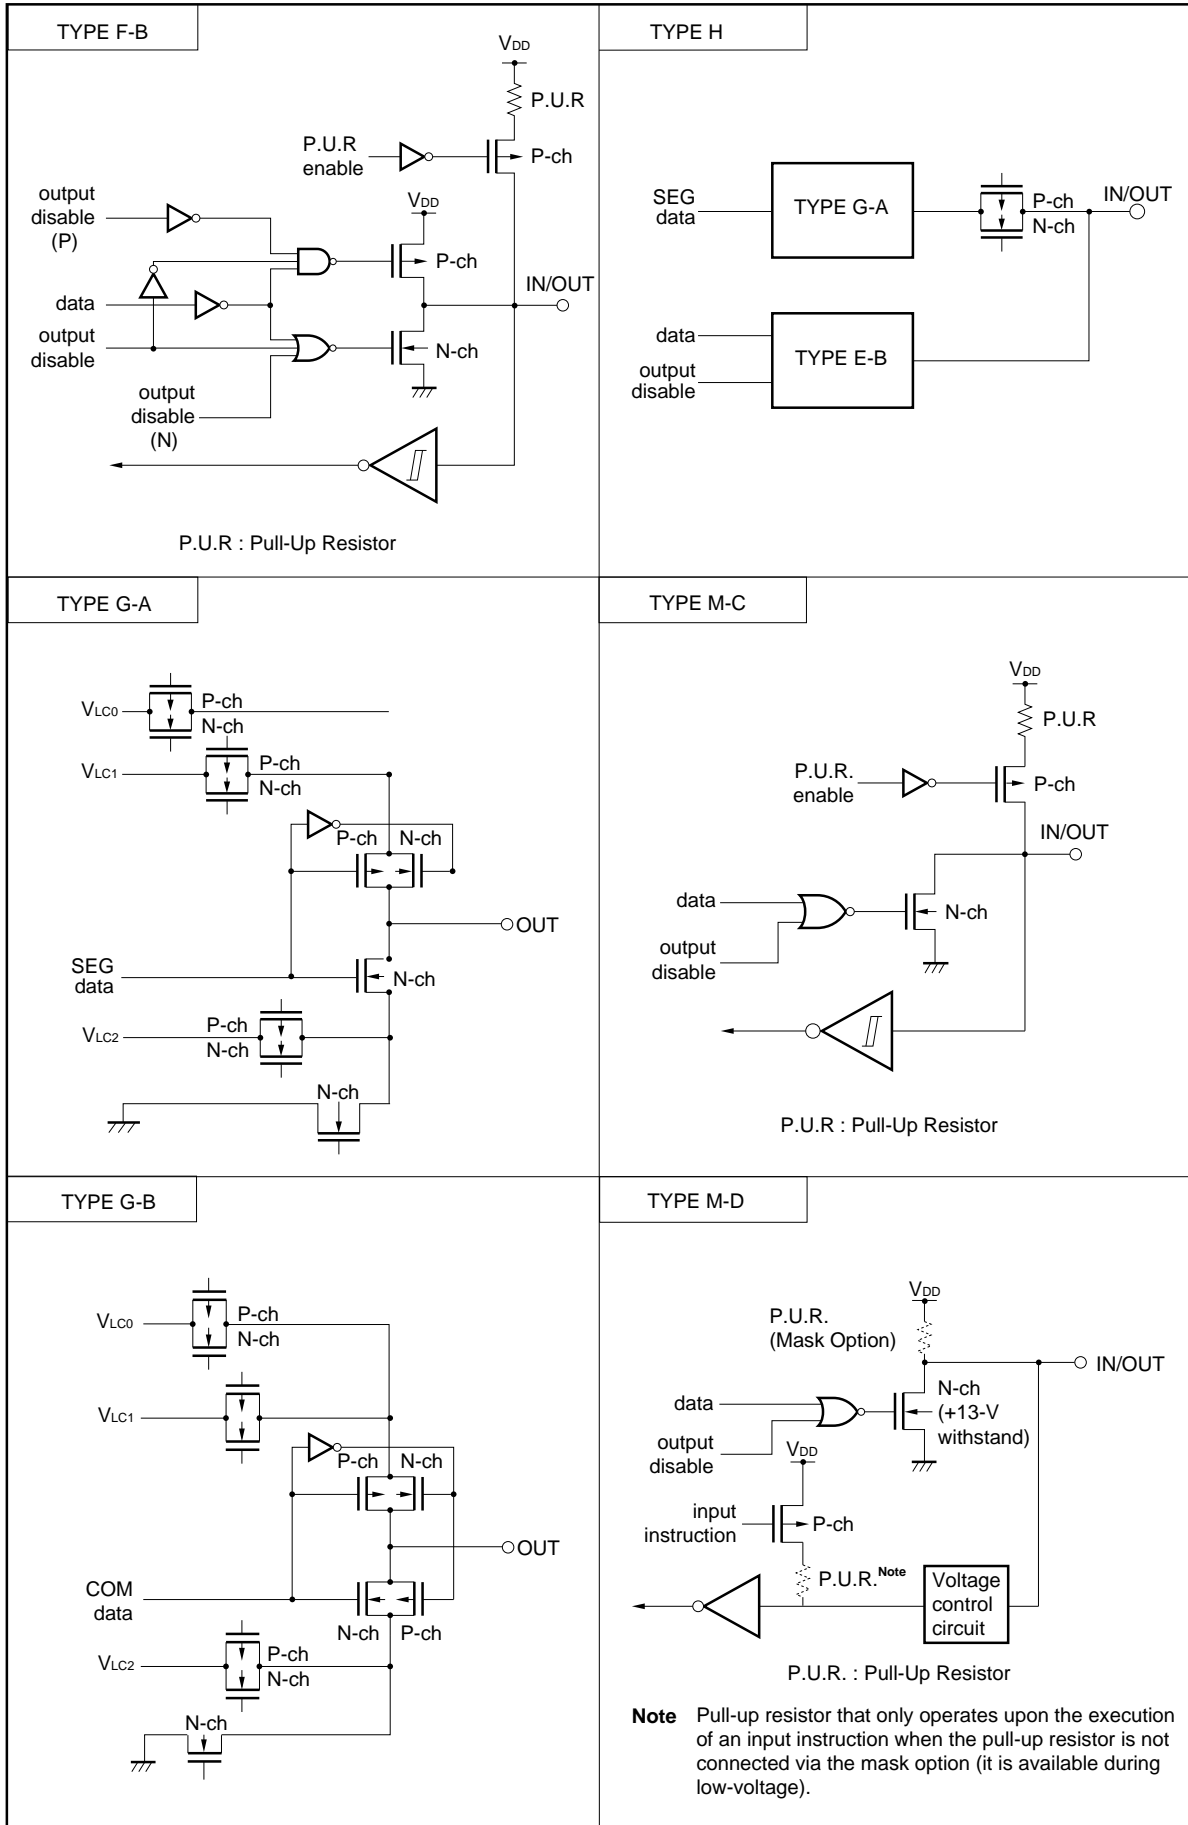 TYPE F-B
VDD
P.U.R
P.U.R
enable
P-ch
output
disable
(P)
VDD
P-ch
IN/OUT
data
output
disable
N-ch
output
disable
(N)
P.U.R : Pull-Up Resistor
TYPE H
SEG
data
TYPE G-A
P-ch
N-ch
IN/OUT
data
output
disable
TYPE E-B
TYPE G-A
VLC0
P-ch
N-ch
VLC1
P-ch
N-ch
P-ch
N-ch
OUT
SEG
data
N-ch
VLC2
P-ch
N-ch
N-ch
TYPE M-C
VDD
P.U.R
P.U.R.
enable
P-ch
IN/OUT
data
N-ch
output
disable
P.U.R : Pull-Up Resistor
TYPE G-B
VLC0
P-ch
N-ch
VLC1
P-ch
N-ch
OUT
COM
data
N-ch
P-ch
VLC2
P-ch
N-ch
N-ch
TYPE M-D
VDD
P.U.R.
(Mask Option)
IN/OUT
data
N-ch
(+13-V
withstand)
output
disable
VDD
input
instruction
P-ch
P.U.R.Note
Voltage
control
circuit
P.U.R. : Pull-Up Resistor
Note Pull-up resistor that only operates upon the execution
of an input instruction when the pull-up resistor is not
connected via the mask option (it is available during
low-voltage).